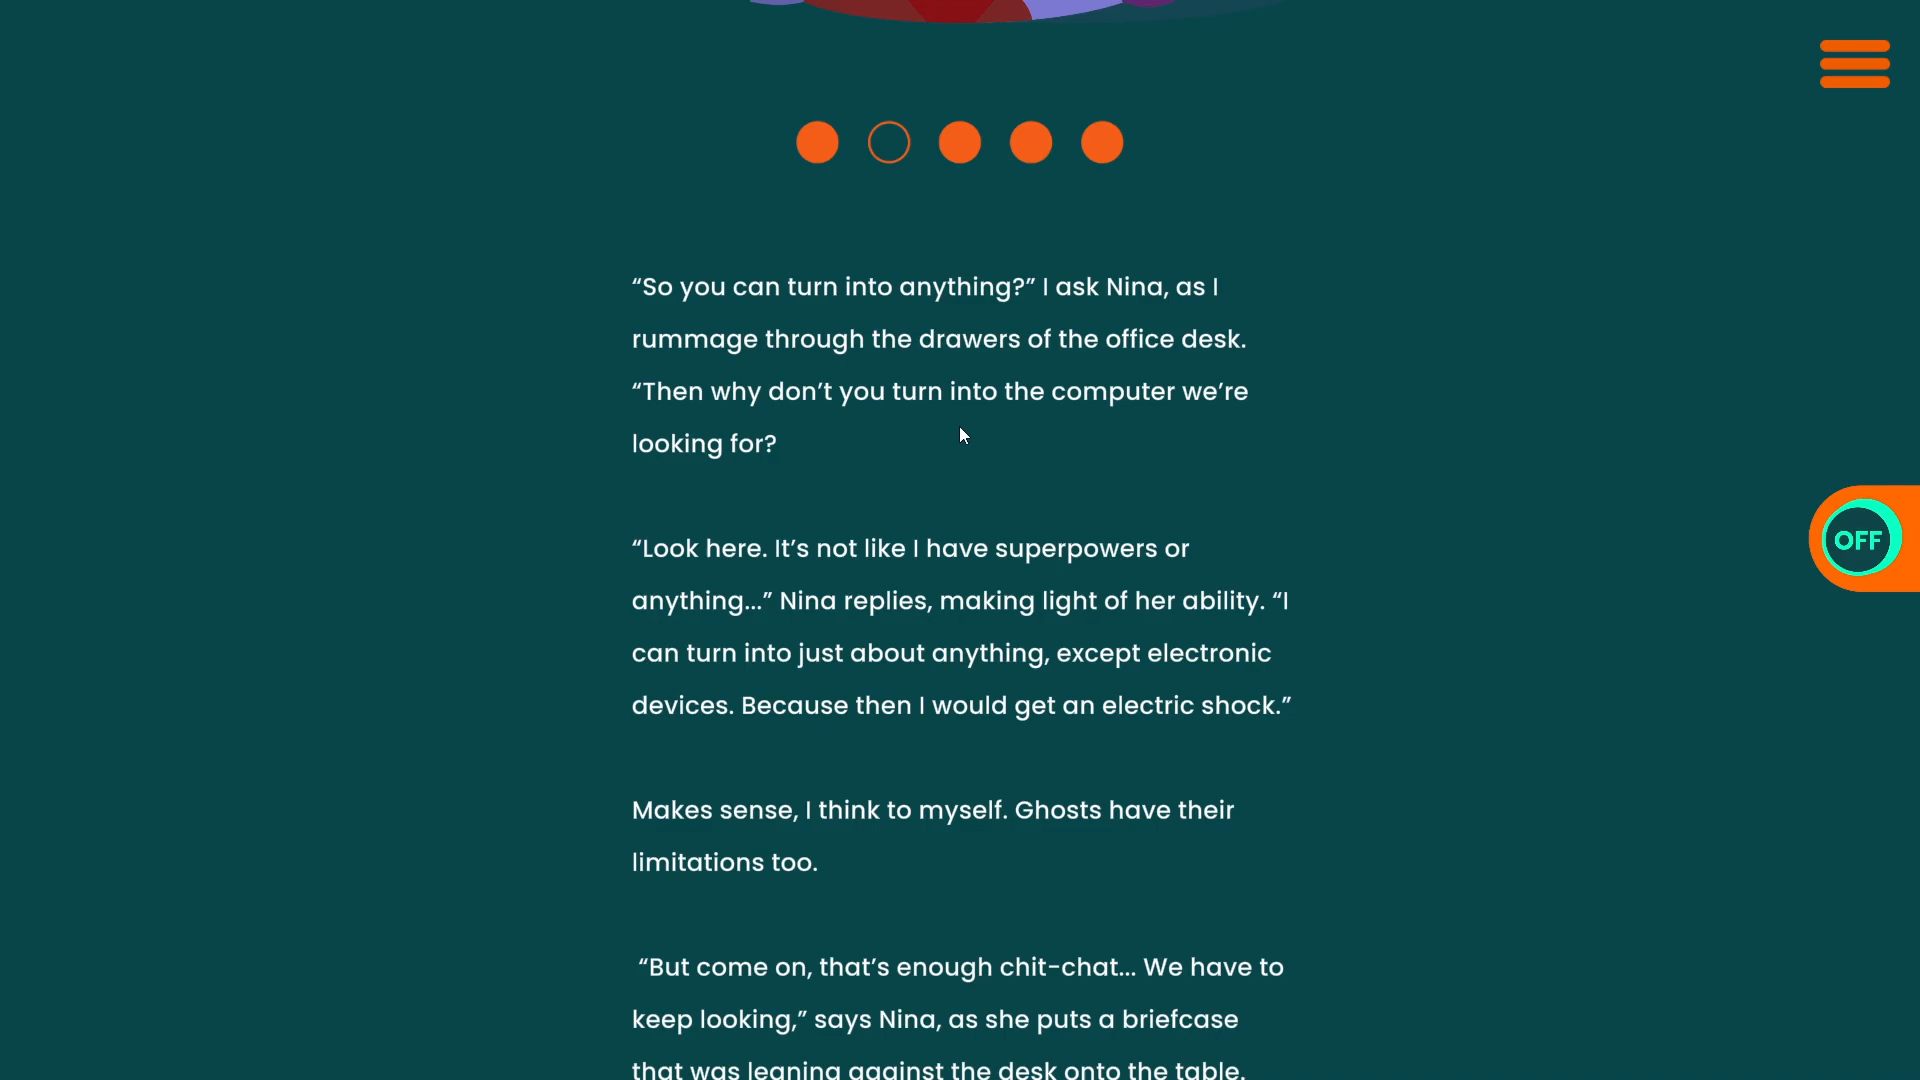 “So you can turn into anything?” I ask Nina, as I
rummage through the drawers of the office desk.
“Then why don’t you turn into the computer we’re
looking for?
“Look here. It’s not like I have superpowers or
anything...” Nina replies, making light of her ability. “I
can turn into just about anything, except electronic
devices. Because then I would get an electric shock.”
OFF
Makes sense, I think to myself. Ghosts have their
limitations too.
“But come on, that’s enough chit-chat... We have to
keep looking,” says Nina, as she puts a briefcase
that was leaning against the desk onto the table.